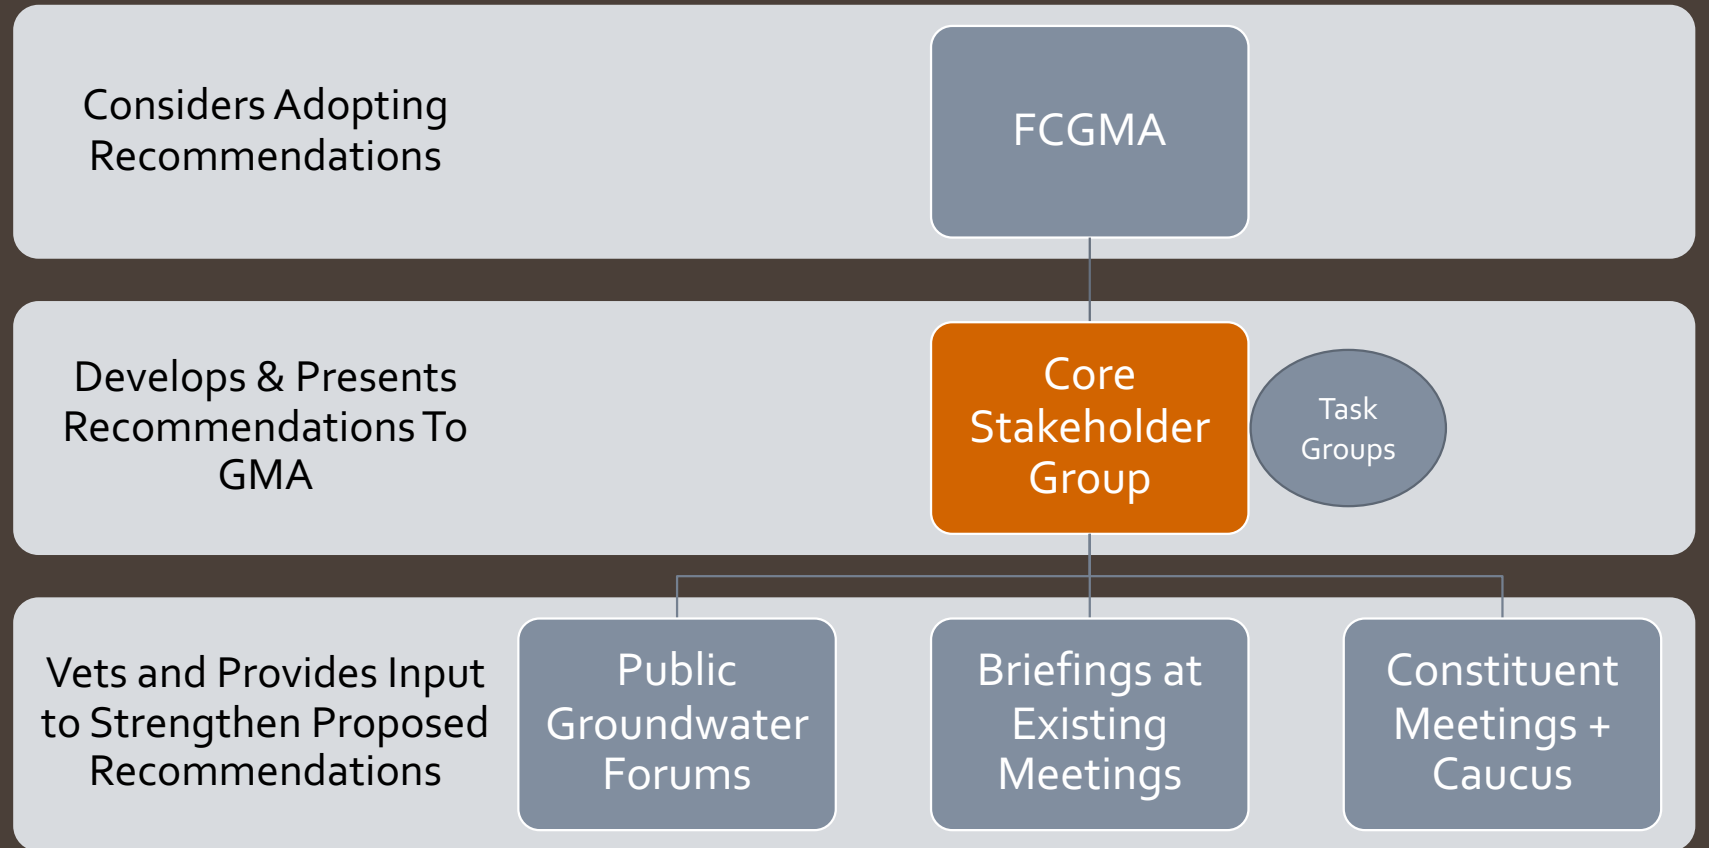 Considers Adopting
Recommendations
FCGMA
Develops & Presents
Recommendations To
GMA
Core
Stakeholder
Group
Task
Groups
Vets and Provides Input
to Strengthen Proposed
Recommendations
Public
Groundwater
Forums
Briefings at
Existing
Meetings
Constituent
Meetings +
Caucus